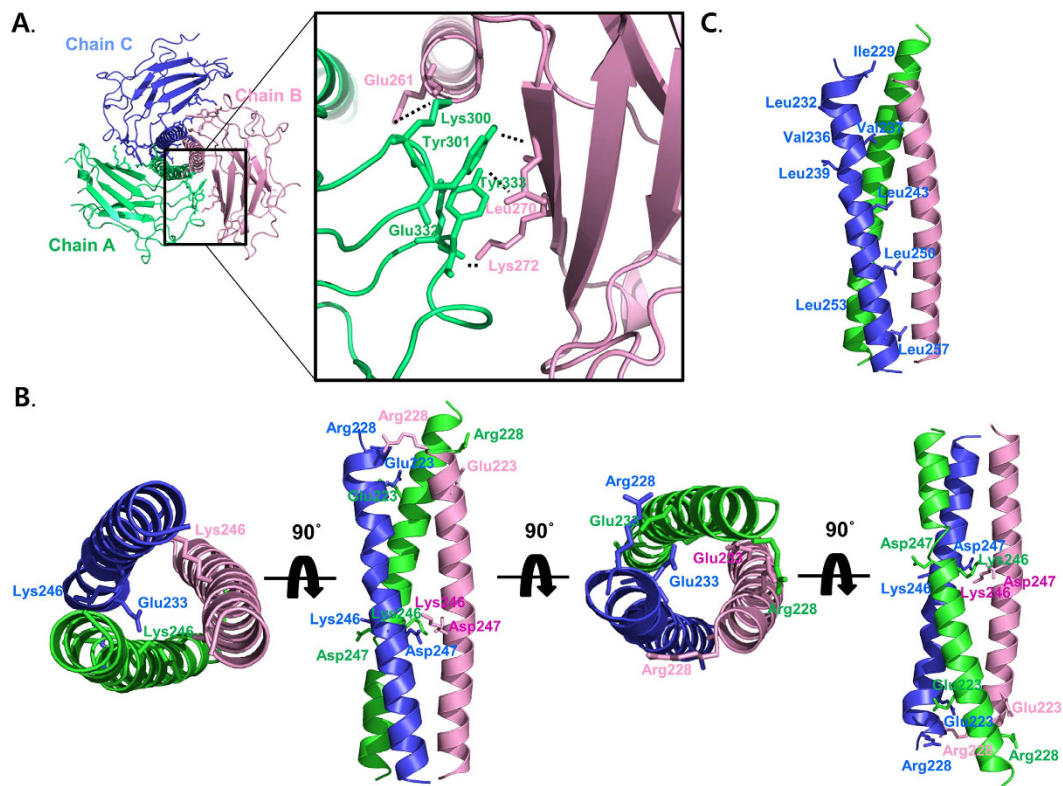 A.
Chain C
Chain B
Chain A
Glu261
Lys300
Tyr301
Tyr333
Leu270
Glu332
Lys272
C.
Ile229
Leu232
Val236
Val237
Leu239
Leu243
Leu250
Leu253
Leu257
B.
Lys246
Lys246
Glu233
Lys246
90°
Arg228
Arg228
Arg228
Glu223
Glu223
Glu223
Lys246
Lys246
Lys246
Asp247
Asp247
Asp247
90°
Arg228
Glu233
Glu233
Glu233
Arg228
Arg228
90°
Asp247
Asp247
Lys246
Lys246
Asp247
Lys246
Glu223
Glu223
Glu223
Arg228
Arg228
Arg228